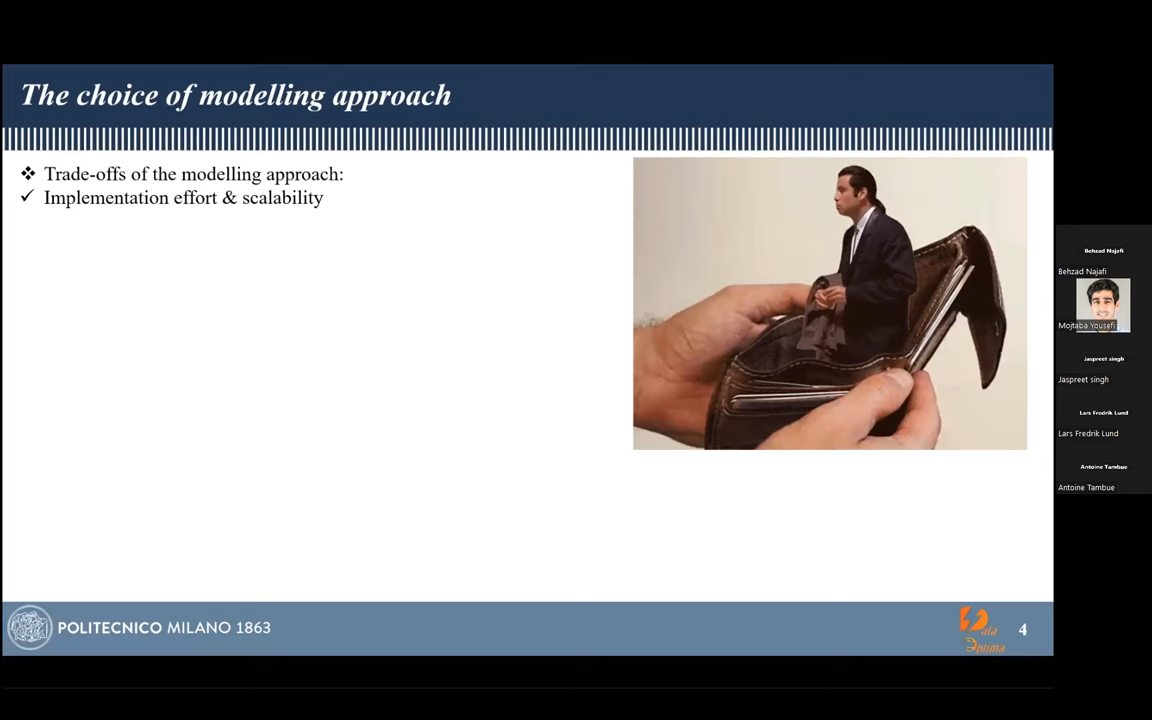 The choice of modelling approach
❖ Trade-offs of the modelling approach:
✓ Implementation effort & scalability
Behzad Najafi
Behzad Najafi
Mojtaba Yousefi
Jaspreet singh
Jaspreet singh
Lars Fredrik Lund
Lars Fredrik Lund
Antoine Tambue
Antoine Tambue
POLITECNICO MILANO 1863
4